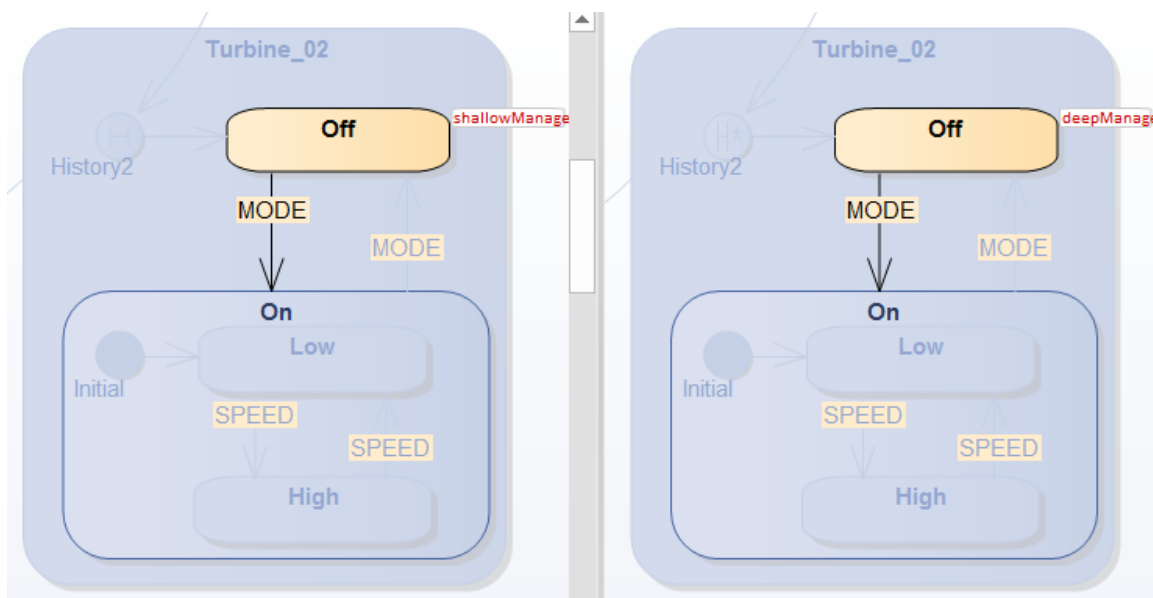 Turbine_02
Off
shallowManage
H
History2
MODE
MODE
On
Low
Initial
SPEED
SPEED
High
Turbine_02
Off
deepManage
H*
History2
MODE
MODE
On
Low
Initial
SPEED
SPEED
High